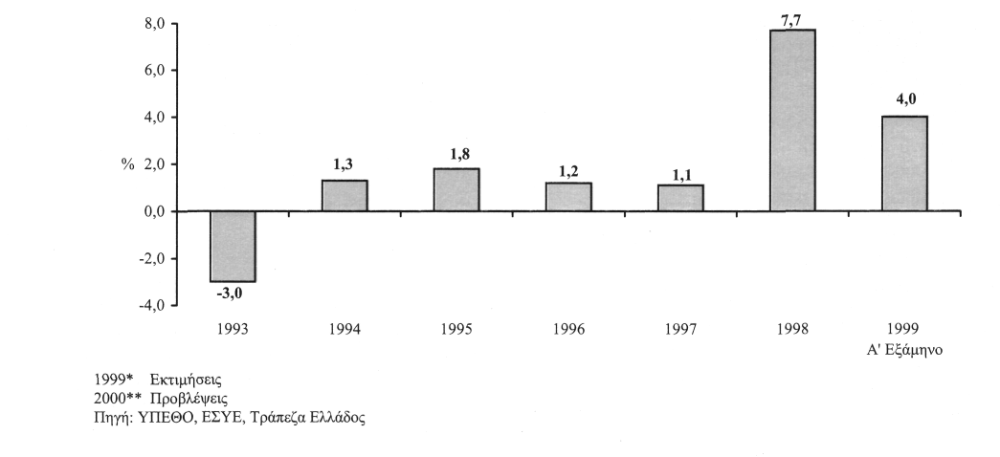 8,0
7,7
6,0
4,0
4,0
% 2,0
1,3
1,8
1,2
1,1
0,0
-2,0
-3,0
-4,0
1993 1994 1995 1996 1997 1998 1999
Α' Εξάμηνο
1999* Εκτιμήσεις
2000** Προβλέψεις
Πηγή: ΥΠΕΘΟ, ΕΣΥΕ, Τράπεζα Ελλάδος